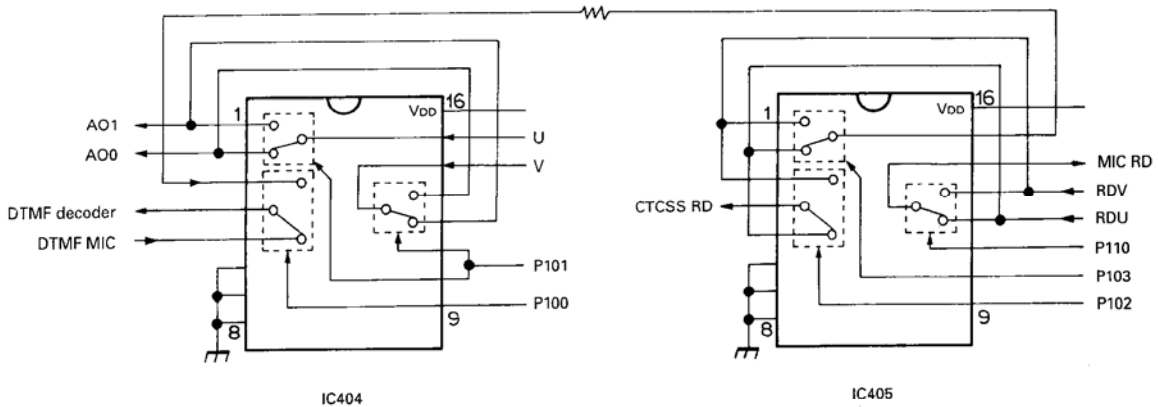 1
16
VDD
AO1
AO0
U
V
DTMF decoder
DTMF MIC
P101
P100
8
9
IC404
1
16
VDD
MIC RD
RDV
CTCSS RD
RDU
P110
P103
P102
8
9
IC405